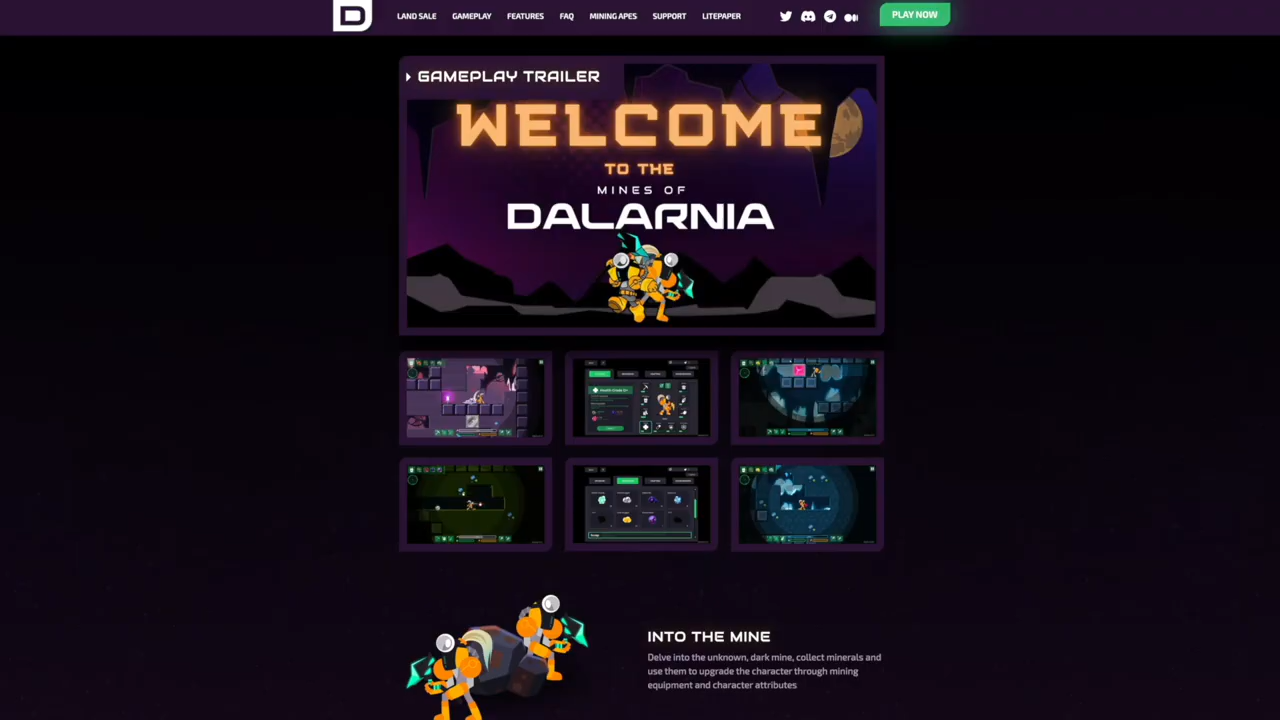 D
LAND SALE GAMEPLAY FEATURES FAQ MINING APES SUPPORT LITEPAPER PLAY NOW
GAMEPLAY TRAILER
WELCOME
TO THE
MINES OF
DALARNIA
INTO THE MINE
Delve into the unknown, dark mine, collect minerals and
use them to upgrade the character through mining
equipment and character attributes